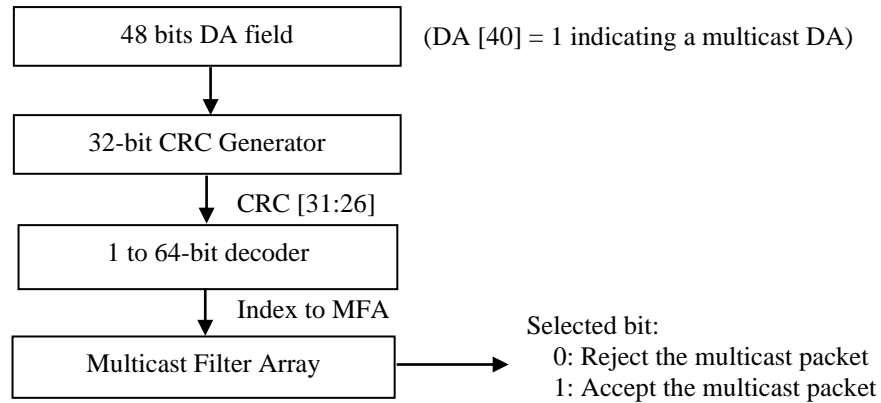 48 bits DA field
(DA [40] = 1 indicating a multicast DA)
32-bit CRC Generator
CRC [31:26]
1 to 64-bit decoder
Index to MFA
Multicast Filter Array
Selected bit:
0: Reject the multicast packet
1: Accept the multicast packet